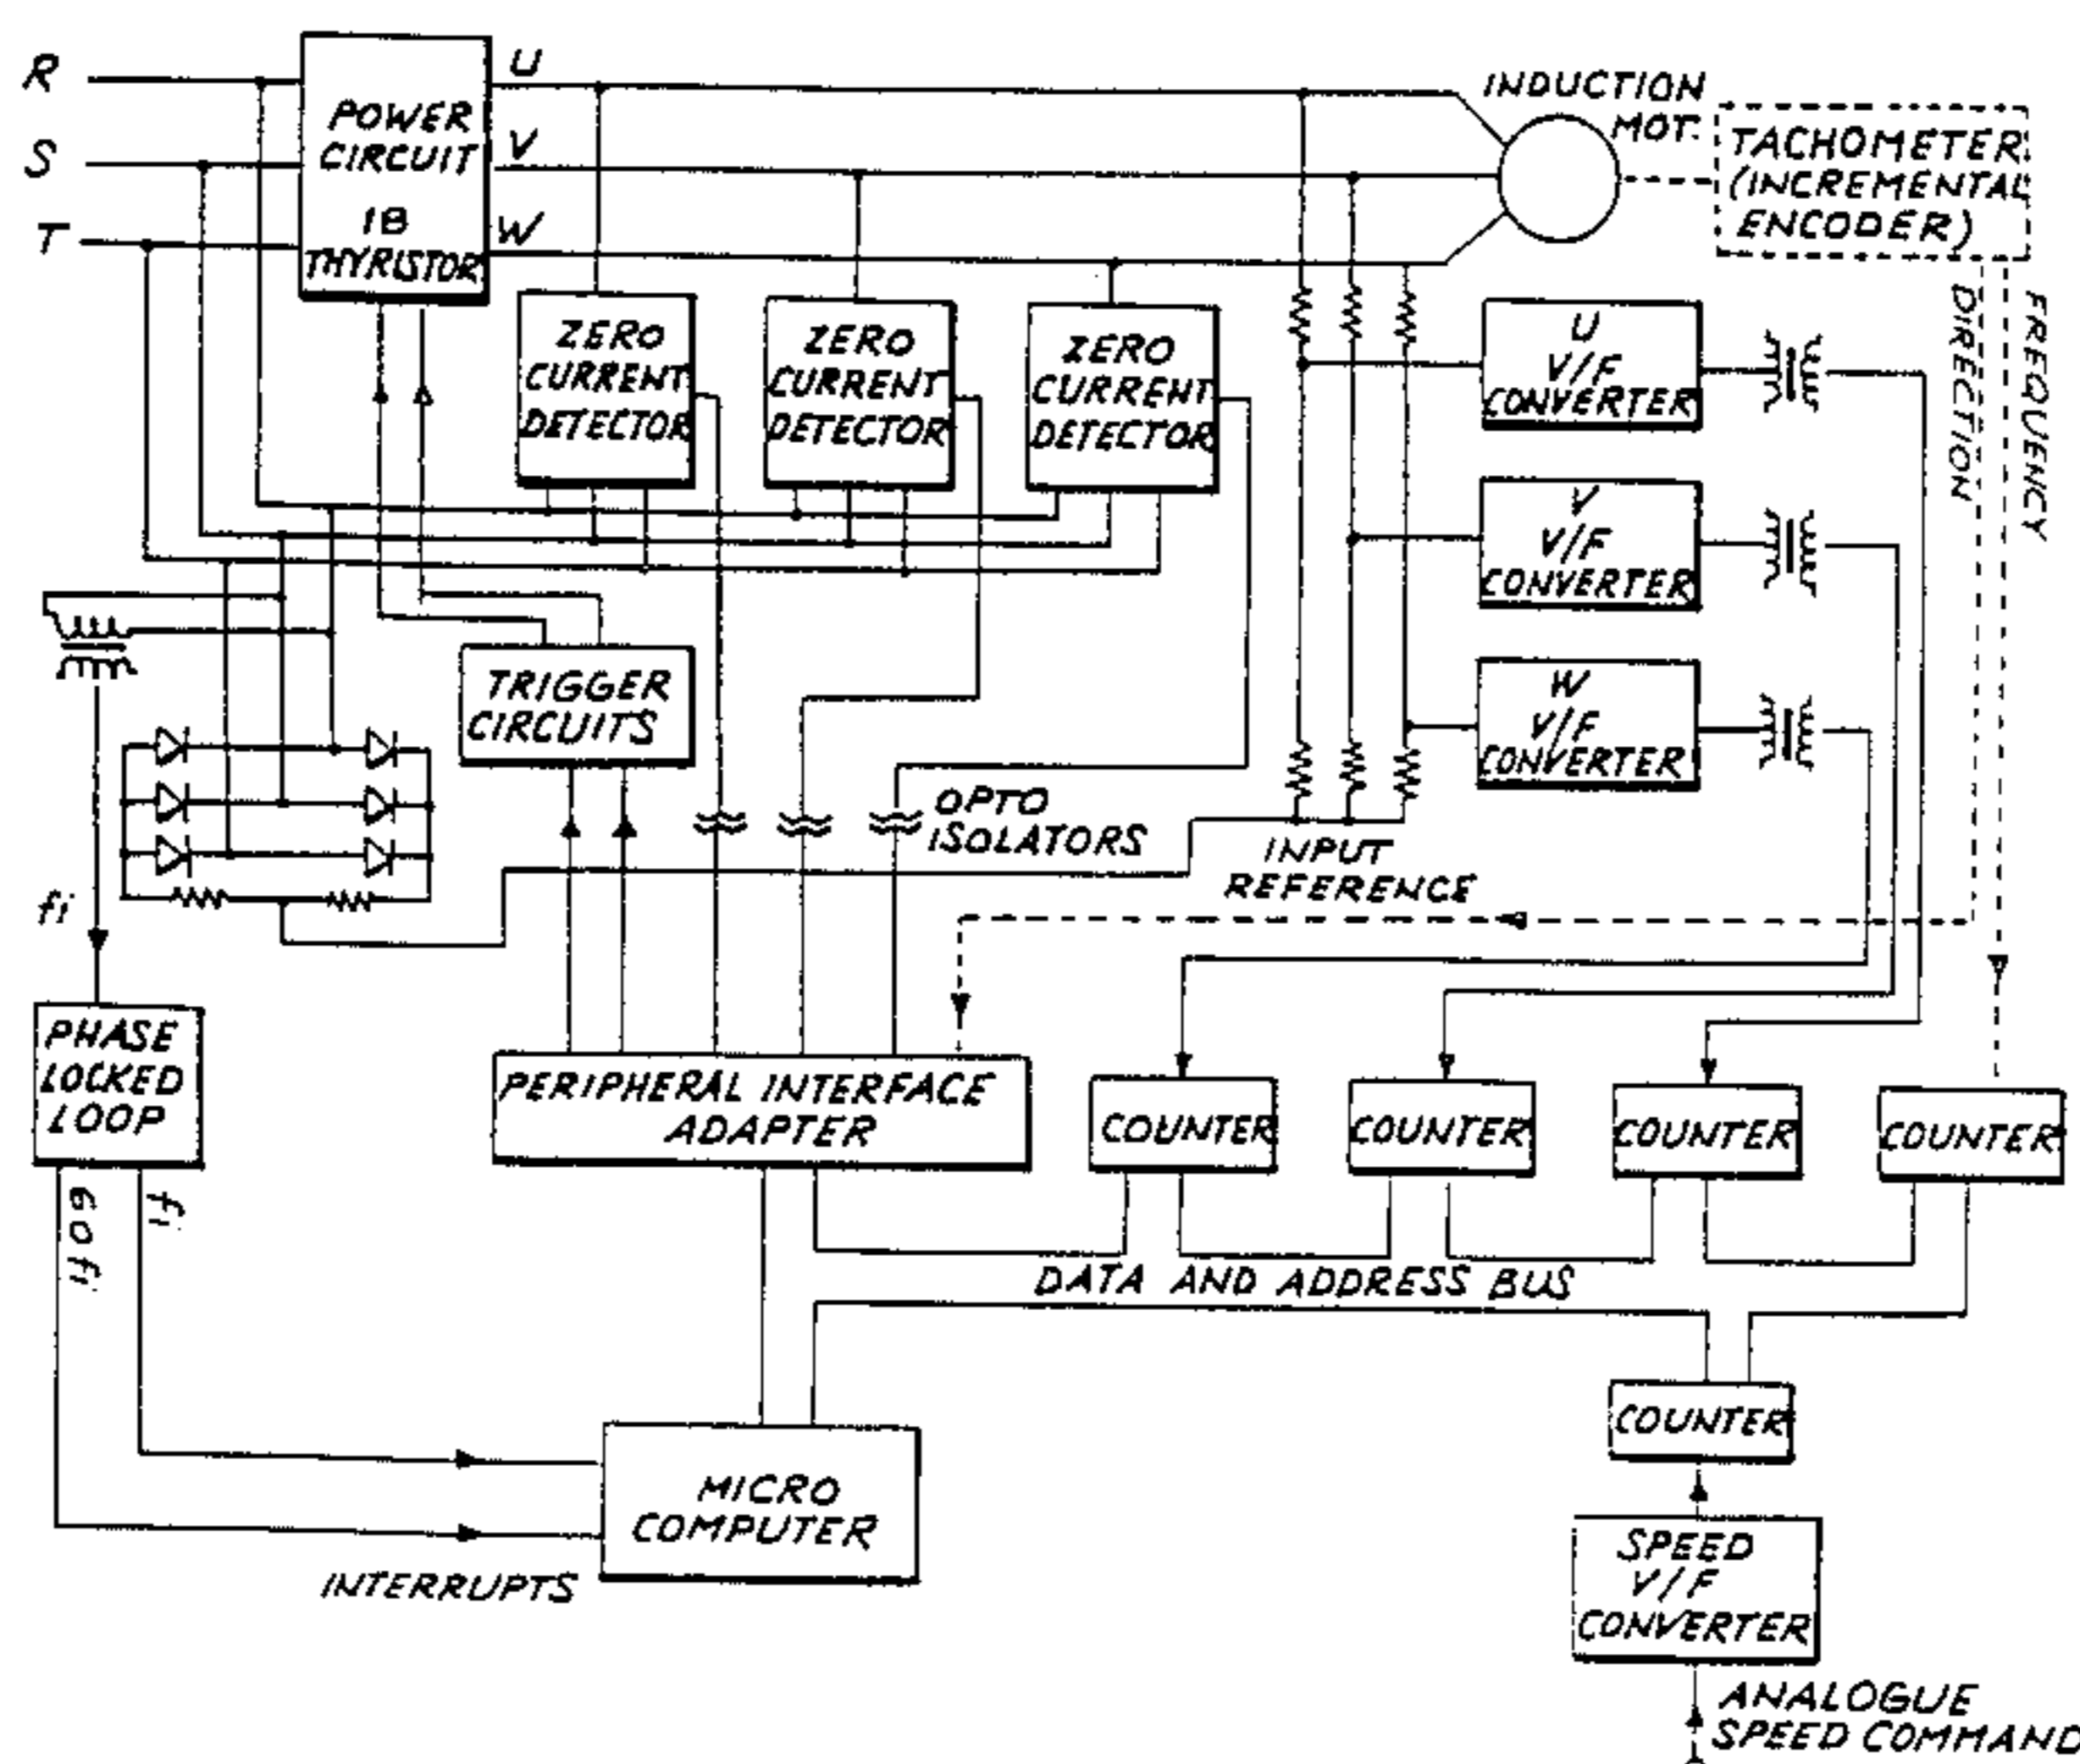 R
S
T
POWER
CIRCUIT
18
THYRISTOR
U
V
W
INDUCTION
MOT.
TACHOMETER
(INCREMENTAL
ENCODER)
DIRECTION
FREQUENCY
ZERO
CURRENT
DETECTOR
ZERO
CURRENT
DETECTOR
ZERO
CURRENT
DETECTOR
U
V/F
CONVERTER
V
V/F
CONVERTER
W
V/F
CONVERTER
TRIGGER
CIRCUITS
OPTO
ISOLATORS
INPUT
REFERENCE
fi
PHASE
LOCKED
LOOP
PERIPHERAL INTERFACE
ADAPTER
COUNTER
COUNTER
COUNTER
COUNTER
60fi
fi
DATA AND ADDRESS BUS
COUNTER
MICRO
COMPUTER
INTERRUPTS
SPEED
V/F
CONVERTER
ANALOGUE
SPEED COMMAND